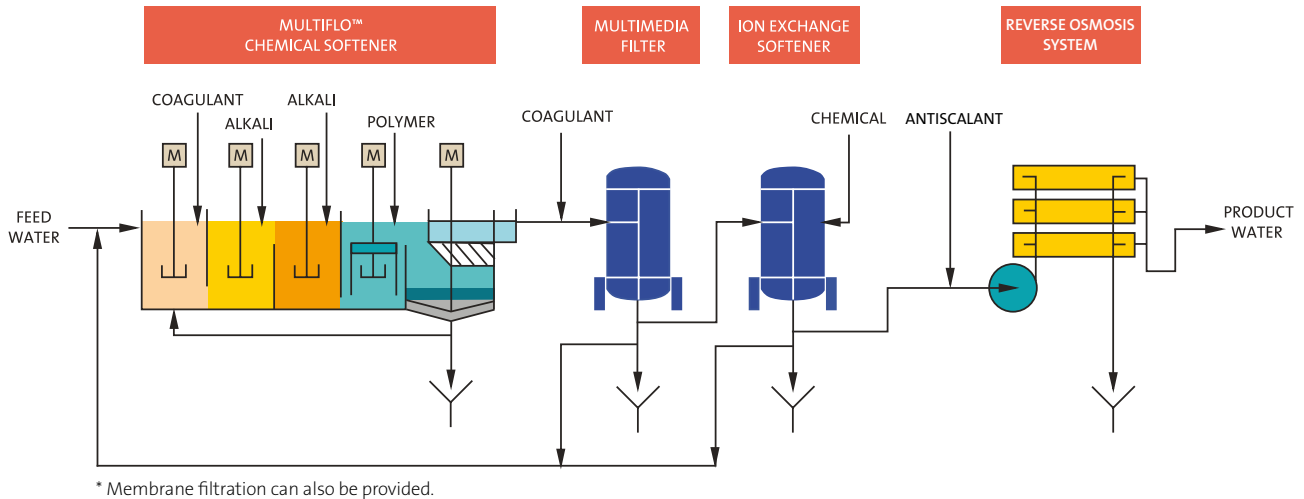 MULTIFLO™
CHEMICAL SOFTENER
MULTIMEDIA
FILTER
ION EXCHANGE
SOFTENER
REVERSE OSMOSIS
SYSTEM
COAGULANT
ALKALI
ALKALI
POLYMER
COAGULANT
CHEMICAL
ANTISCALANT
M
M
M
M
M
FEED
WATER
PRODUCT
WATER
* Membrane filtration can also be provided.